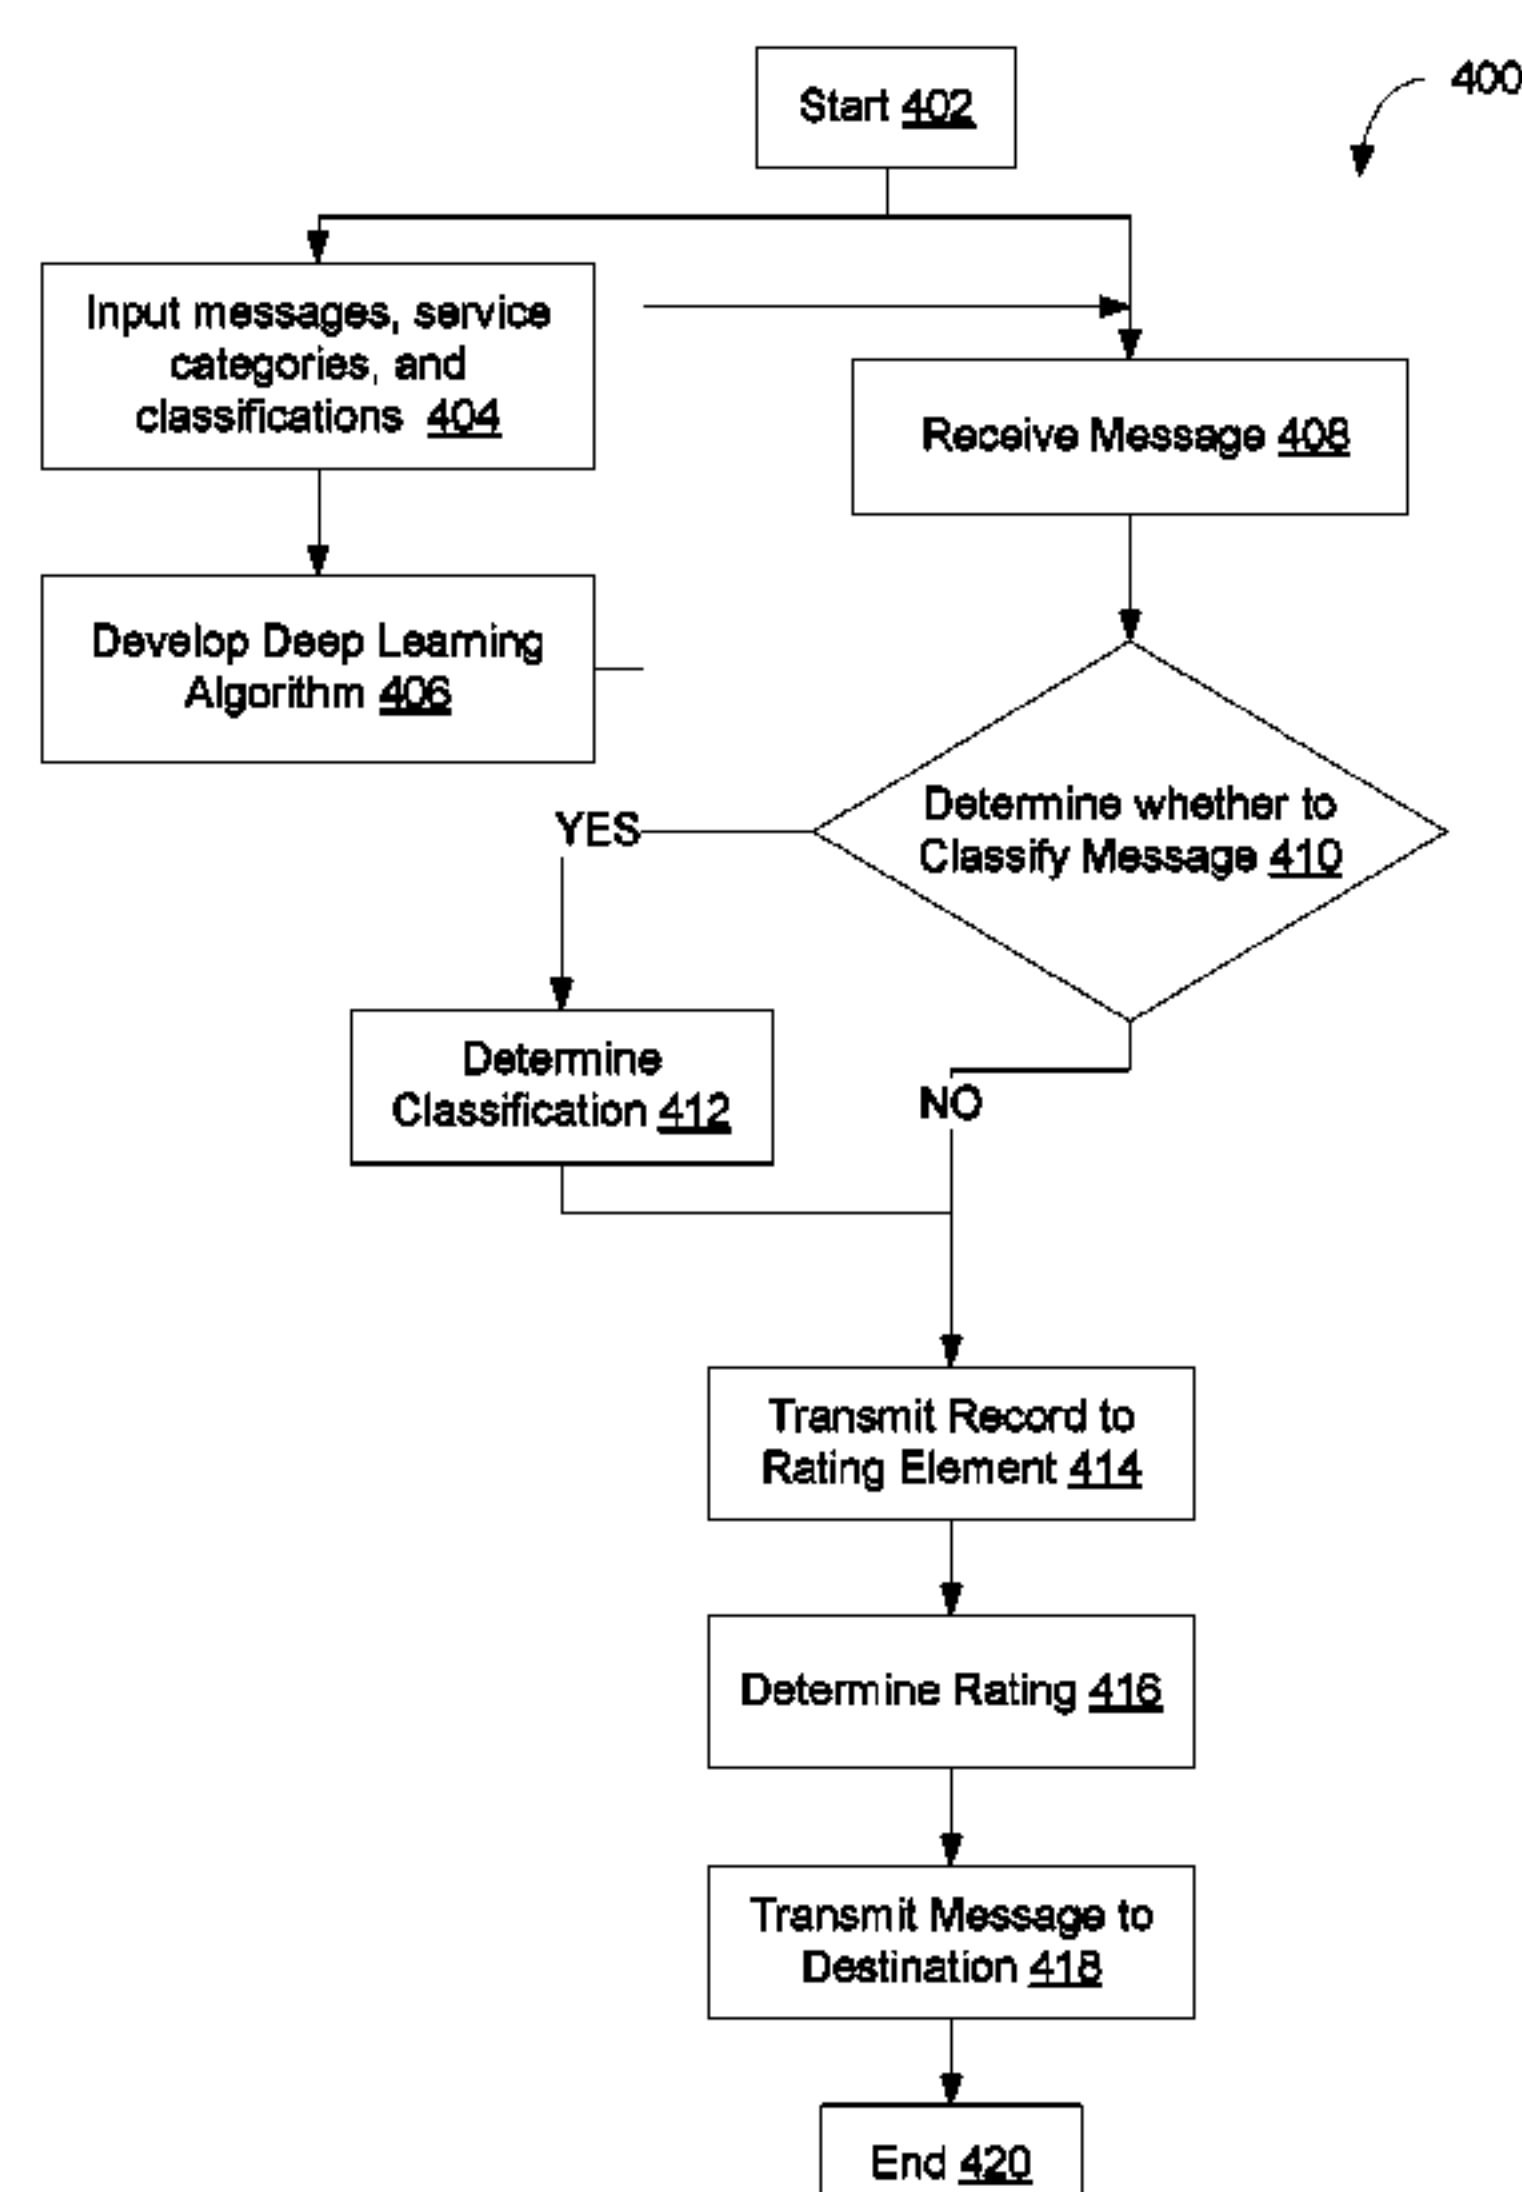 Start 402
400
Input messages, service
categories, and
classifications 404
Receive Message 408
Develop Deep Learning
Algorithm 406
Determine whether to
Classify Message 410
YES
Determine
Classification 412
NO
Transmit Record to
Rating Element 414
Determine Rating 416
Transmit Message to
Destination 418
End 420